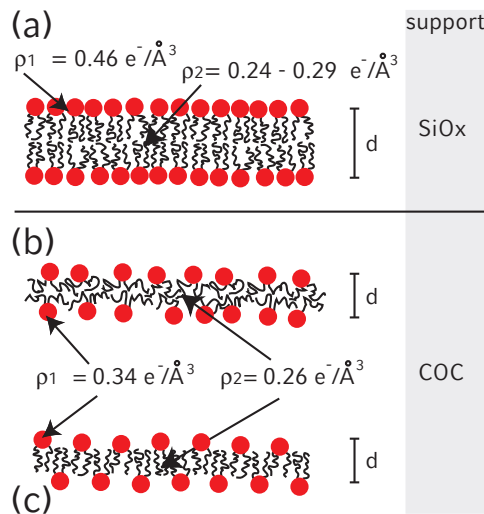 (a)
support
ρ1 = 0.46 e⁻/Å³
ρ2= 0.24 - 0.29 e⁻/Å³
d
SiOx
(b)
d
ρ1 = 0.34 e⁻/Å³
ρ2= 0.26 e⁻/Å³
COC
d
(c)